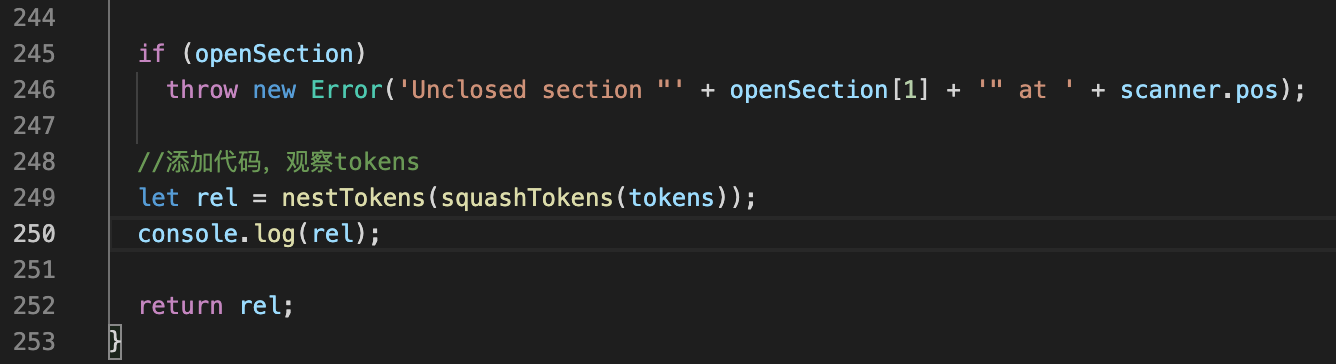 244
245 if (openSection)
246 throw new Error('Unclosed section "' + openSection[1] + '" at ' + scanner.pos);
247
248 //添加代码，观察tokens
249 let rel = nestTokens(squashTokens(tokens));
250 console.log(rel);
251
252 return rel;
253 }